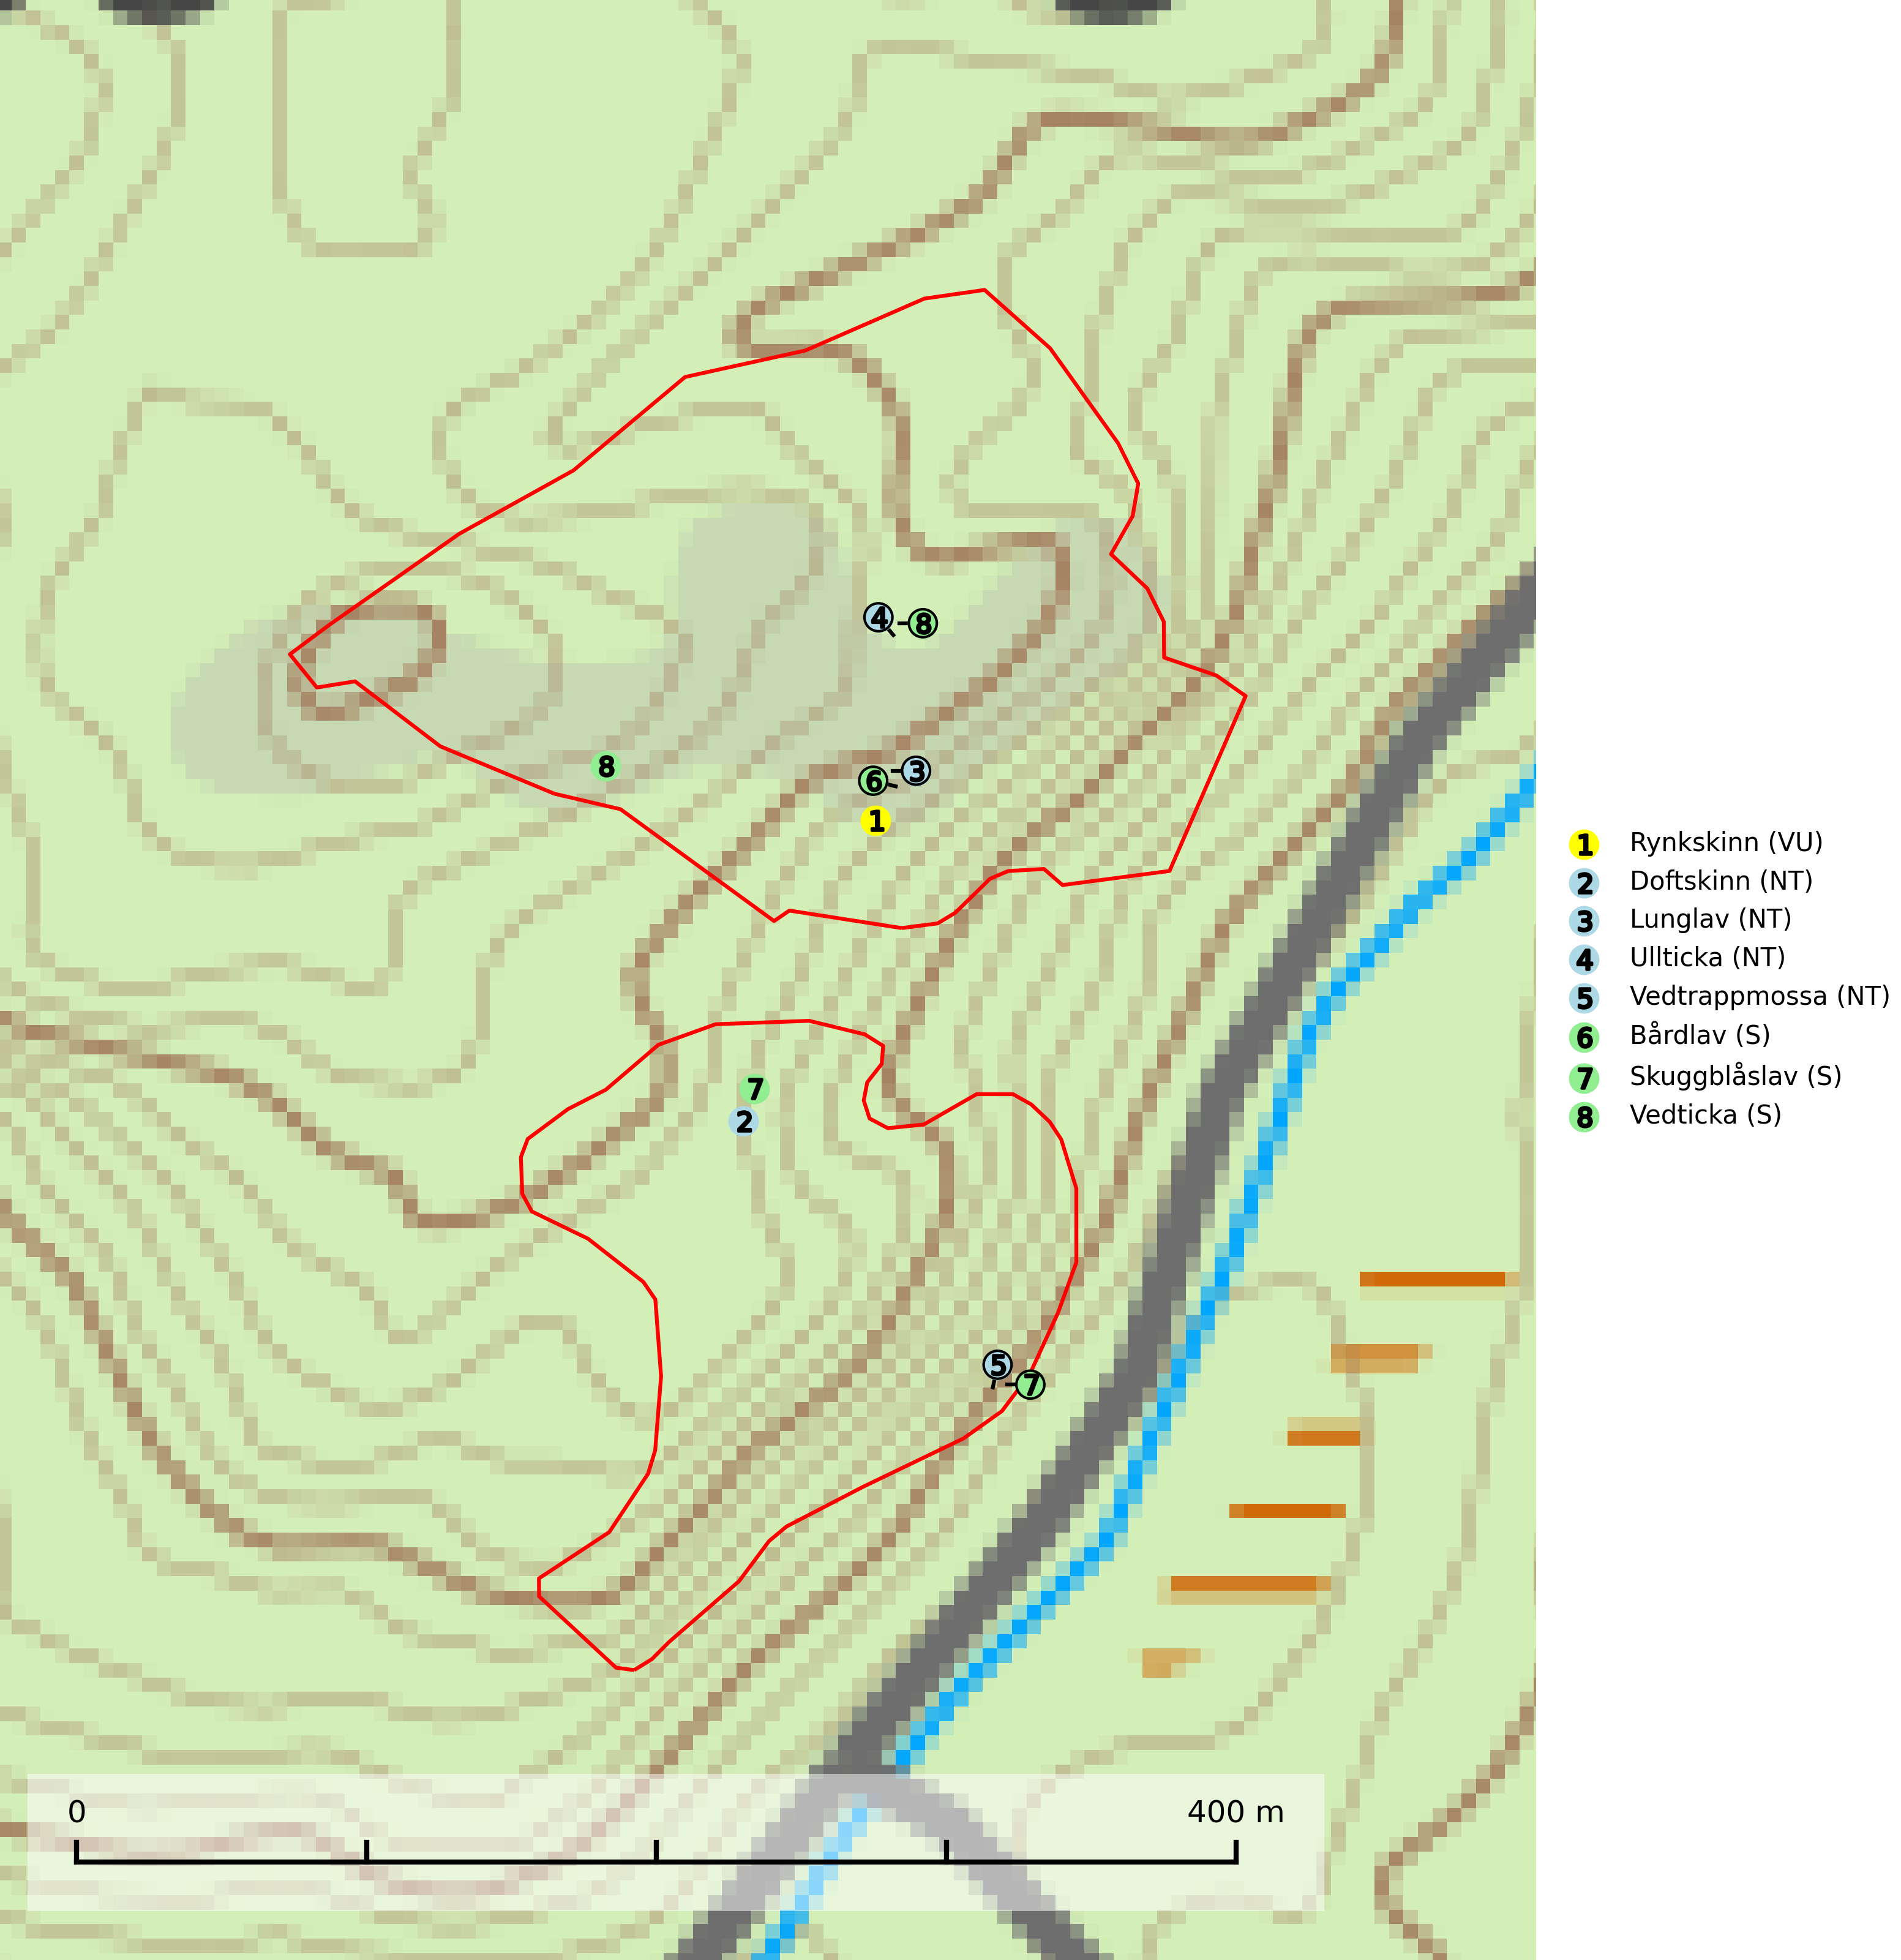 4 8
8
6 3
1
7
2
5
7
0 400 m
1 Rynkskinn (VU)
2 Doftskinn (NT)
3 Lunglav (NT)
4 Ullticka (NT)
5 Vedtrappmossa (NT)
6 Bårdlav (S)
7 Skuggblåslav (S)
8 Vedticka (S)